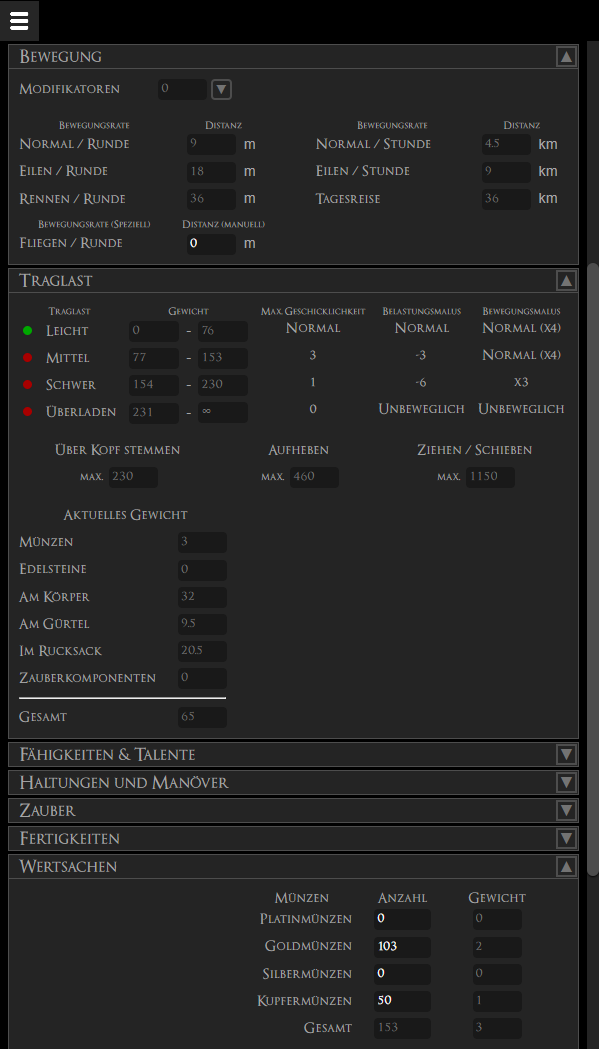 Bewegung
Modifikatoren 0
Bewegungsrate Distanz Bewegungsrate Distanz
Normal / Runde 9 m Normal / Stunde 4.5 km
Eilen / Runde 18 m Eilen / Stunde 9 km
Rennen / Runde 36 m Tagesreise 36 km
Bewegungsrate (Speziell) Distanz (manuell)
Fliegen / Runde 0 m
Traglast
Traglast Gewicht Max. Geschicklichkeit Belastungsmalus Bewegungsmalus
Leicht 0 - 76 Normal Normal Normal (x4)
Mittel 77 - 153 3 -3 Normal (x4)
Schwer 154 - 230 1 -6 x3
Überladen 231 - ∞ 0 Unbeweglich Unbeweglich
Über Kopf stemmen Aufheben Ziehen / Schieben
max. 230 max. 460 max. 1150
Aktuelles Gewicht
Münzen 3
Edelsteine 0
Am Körper 32
Am Gürtel 9.5
Im Rucksack 20.5
Zauberkomponenten 0
Gesamt 65
Fähigkeiten & Talente
Haltungen und Manöver
Zauber
Fertigkeiten
Wertsachen
Münzen Anzahl Gewicht
Platinmünzen 0 0
Goldmünzen 103 2
Silbermünzen 0 0
Kupfermünzen 50 1
Gesamt 153 3